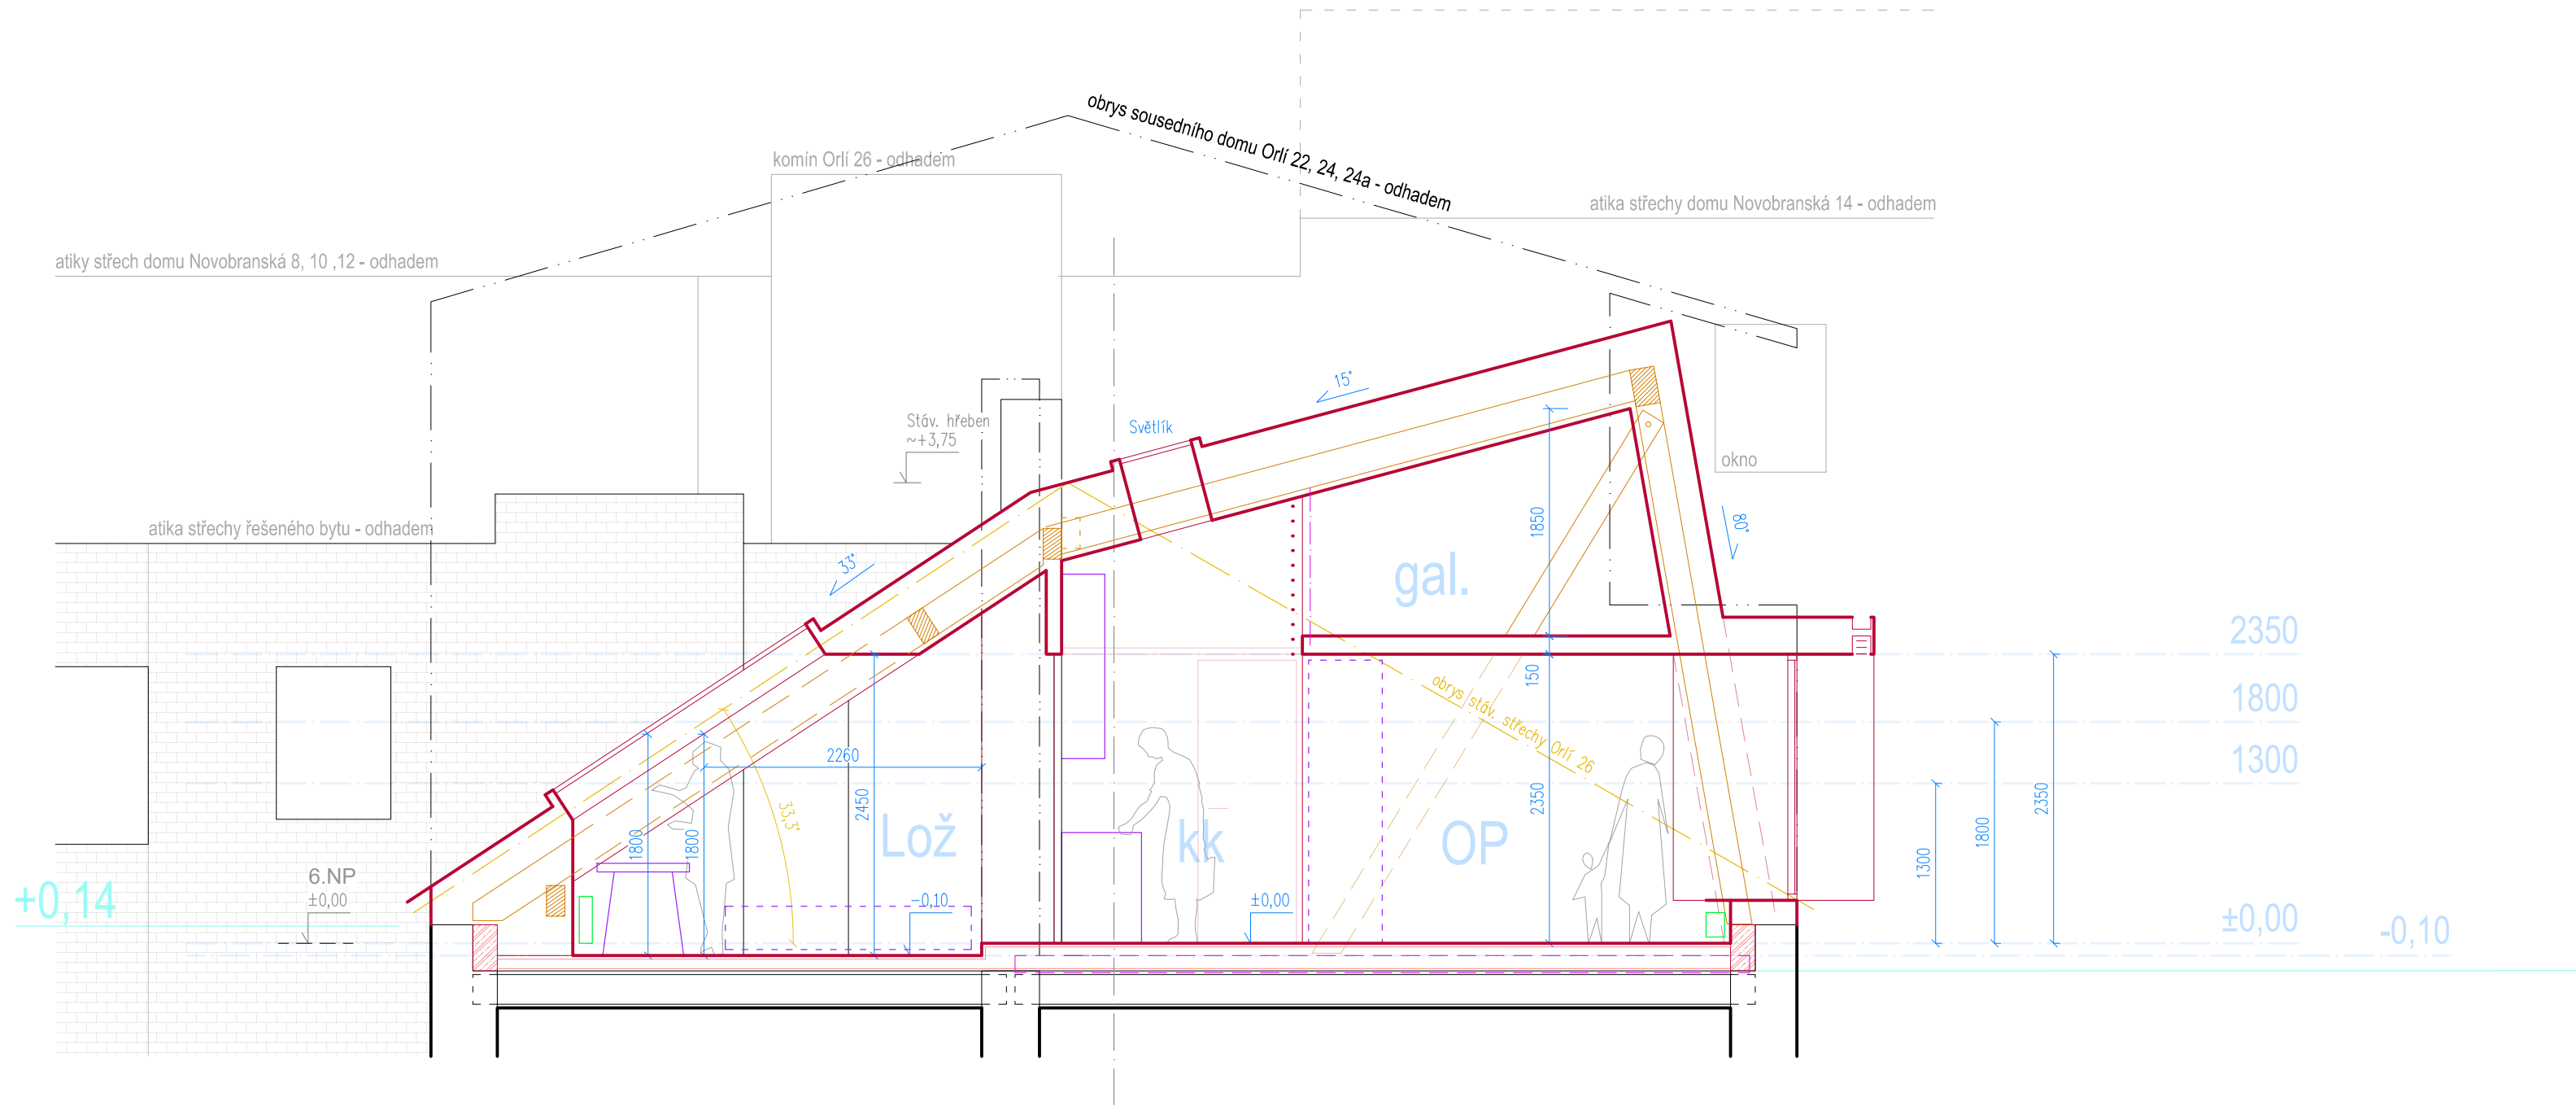 obrys sousedního domu Orlí 22, 24, 24a - odhadem
komín Orlí 26 - odhadem
atika střechy domu Novobranská 14 - odhadem
atiky střech domu Novobranská 8, 10 ,12 - odhadem
15°
Stáv. hřeben
~+3,75
Světlík
okno
atika střechy řešeného bytu - odhadem
1850
80°
33°
gal.
2350
150
obrys stáv. střechy Orlí 26
1800
2260
1300
2450
33,3°
2350
2350
1800
1800
1800
1300
Lož
kk
OP
6.NP
±0,00
+0,14
-0,10
±0,00
±0,00
-0,10